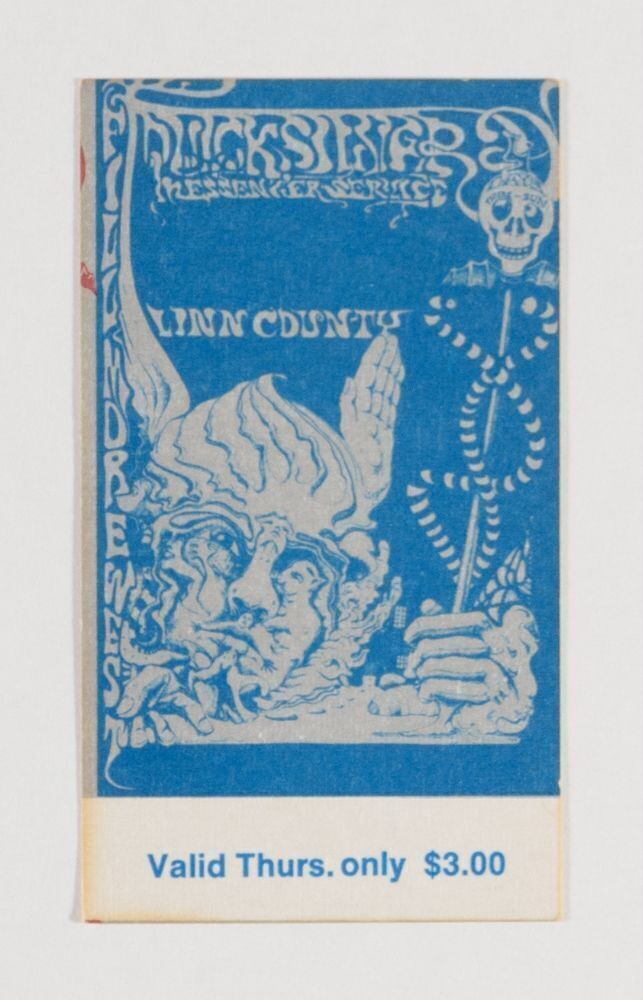 QUICKSILVER
MESSENGER SERVICE
LINN COUNTY
FILLMORE WEST
Valid Thurs. only $3.00